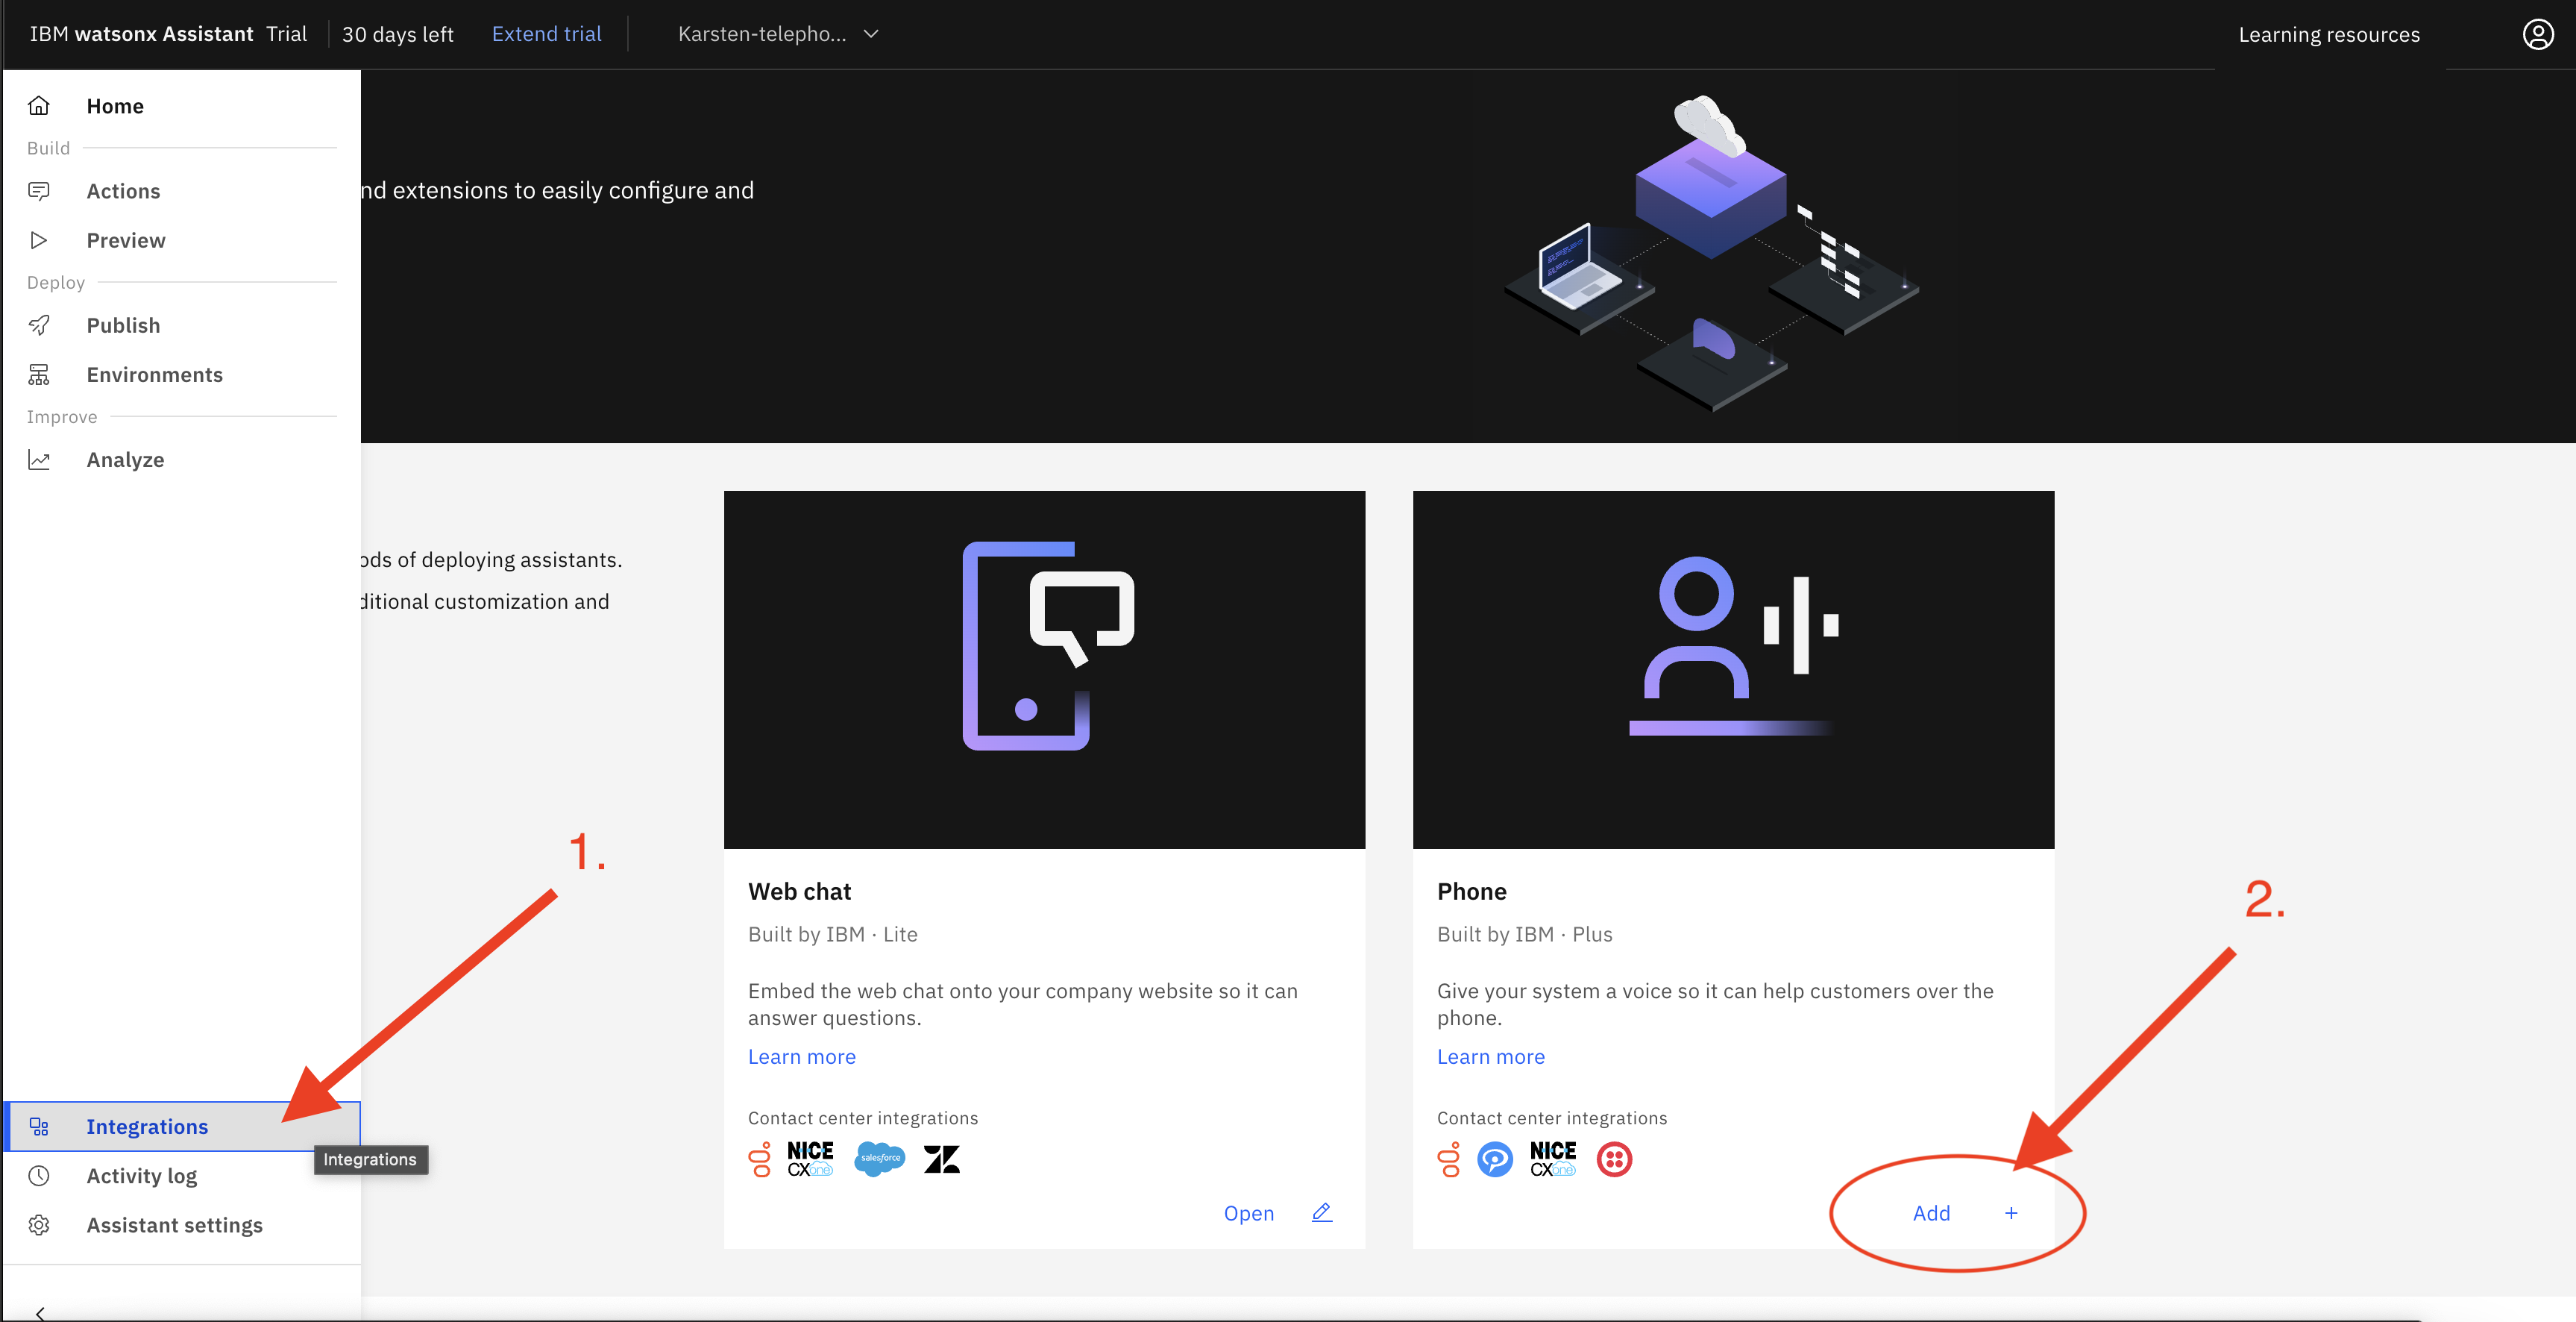 IBM watsonx Assistant Trial
30 days left
Extend trial
Karsten-telepho...
Learning resources
Home
Build
Actions
Preview
Deploy
Publish
Environments
Improve
Analyze
Integrations
Integrations
Activity log
Assistant settings
nd extensions to easily configure and
ods of deploying assistants.
ditional customization and
1.
Web chat
Built by IBM · Lite
Embed the web chat onto your company website so it can
answer questions.
Learn more
Contact center integrations
NICE
CXone
salesforce
Open
Phone
Built by IBM · Plus
Give your system a voice so it can help customers over the
phone.
Learn more
Contact center integrations
NICE
CXone
Add +
2.